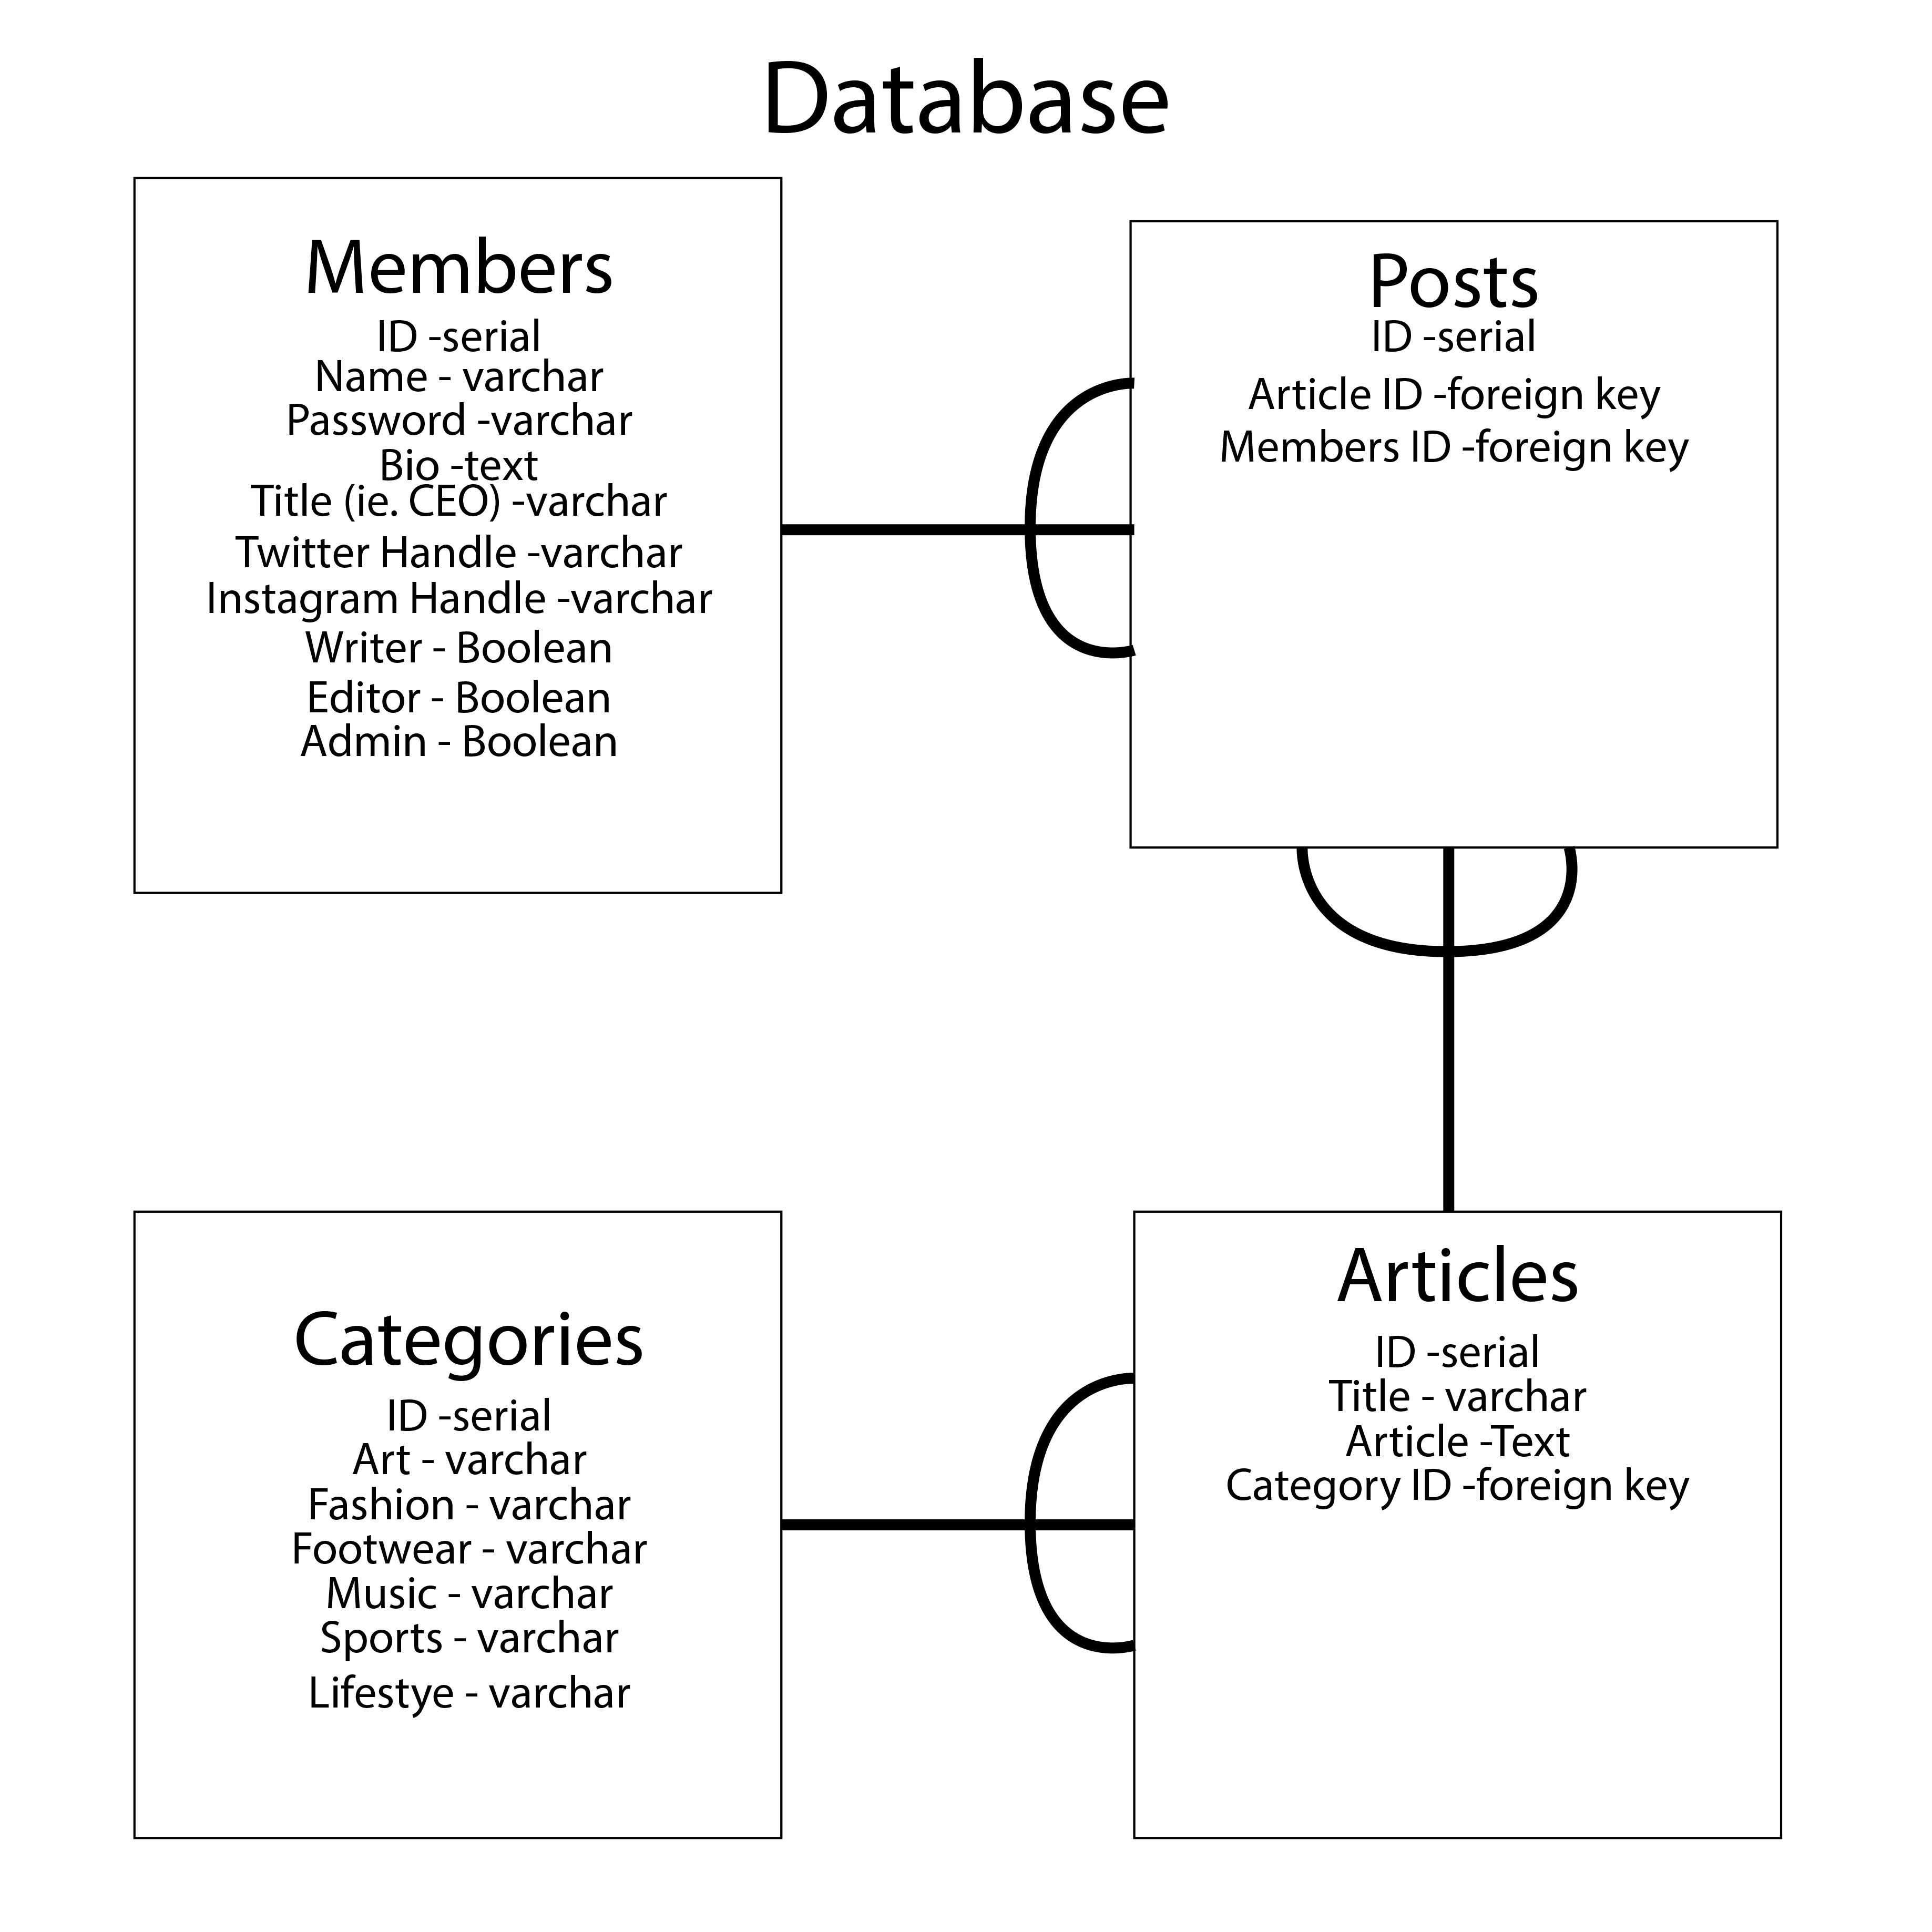 Database
Members
ID -serial
Name - varchar
Password -varchar
Bio -text
Title (ie. CEO) -varchar
Twitter Handle -varchar
Instagram Handle -varchar
Writer - Boolean
Editor - Boolean
Admin - Boolean
Posts
ID -serial
Article ID -foreign key
Members ID -foreign key
Categories
ID -serial
Art - varchar
Fashion - varchar
Footwear - varchar
Music - varchar
Sports - varchar
Lifestye - varchar
Articles
ID -serial
Title - varchar
Article -Text
Category ID -foreign key